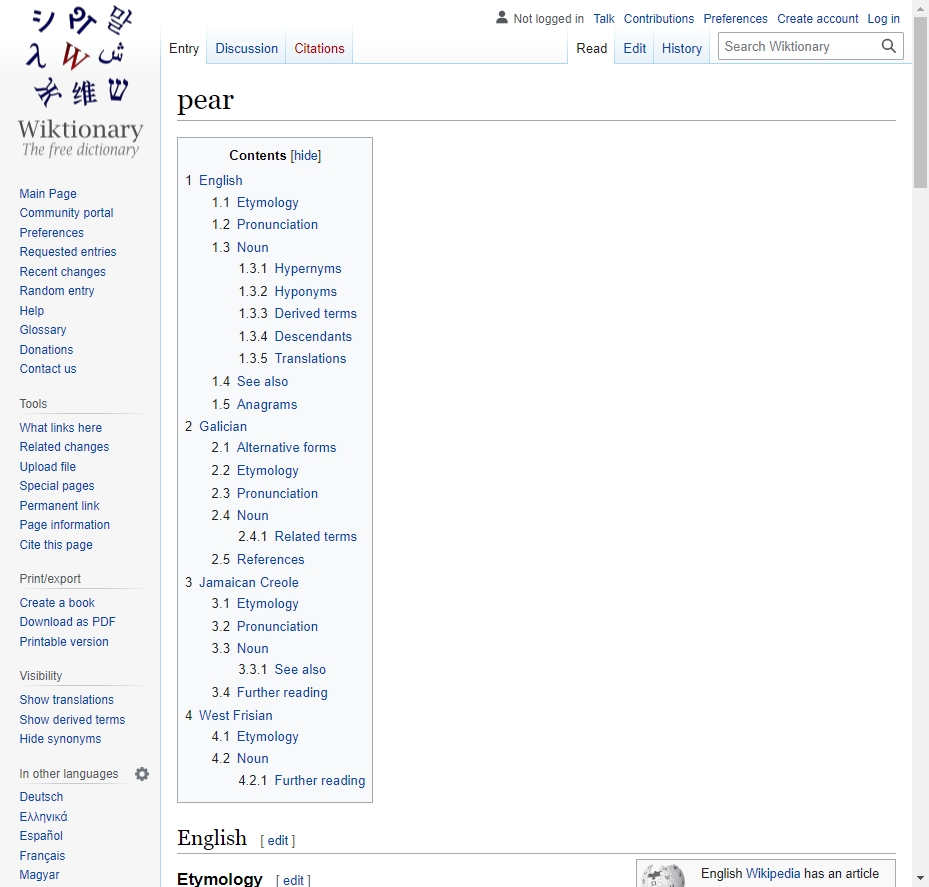 Not logged in Talk Contributions Preferences Create account Log in
Entry Discussion Citations Read Edit History Search Wiktionary
シ
維
W
ש
Wiktionary
The free dictionary
Main Page
Community portal
Preferences
Requested entries
Recent changes
Random entry
Help
Glossary
Donations
Contact us
Tools
What links here
Related changes
Upload file
Special pages
Permanent link
Page information
Cite this page
Print/export
Create a book
Download as PDF
Printable version
Visibility
Show translations
Show derived terms
Hide synonyms
In other languages
Deutsch
Ελληνικά
Español
Français
Magyar
pear
Contents [hide]
1 English
1.1 Etymology
1.2 Pronunciation
1.3 Noun
1.3.1 Hypernyms
1.3.2 Hyponyms
1.3.3 Derived terms
1.3.4 Descendants
1.3.5 Translations
1.4 See also
1.5 Anagrams
2 Galician
2.1 Alternative forms
2.2 Etymology
2.3 Pronunciation
2.4 Noun
2.4.1 Related terms
2.5 References
3 Jamaican Creole
3.1 Etymology
3.2 Pronunciation
3.3 Noun
3.3.1 See also
3.4 Further reading
4 West Frisian
4.1 Etymology
4.2 Noun
4.2.1 Further reading
English [ edit ]
Etymology [ edit ]
English Wikipedia has an article